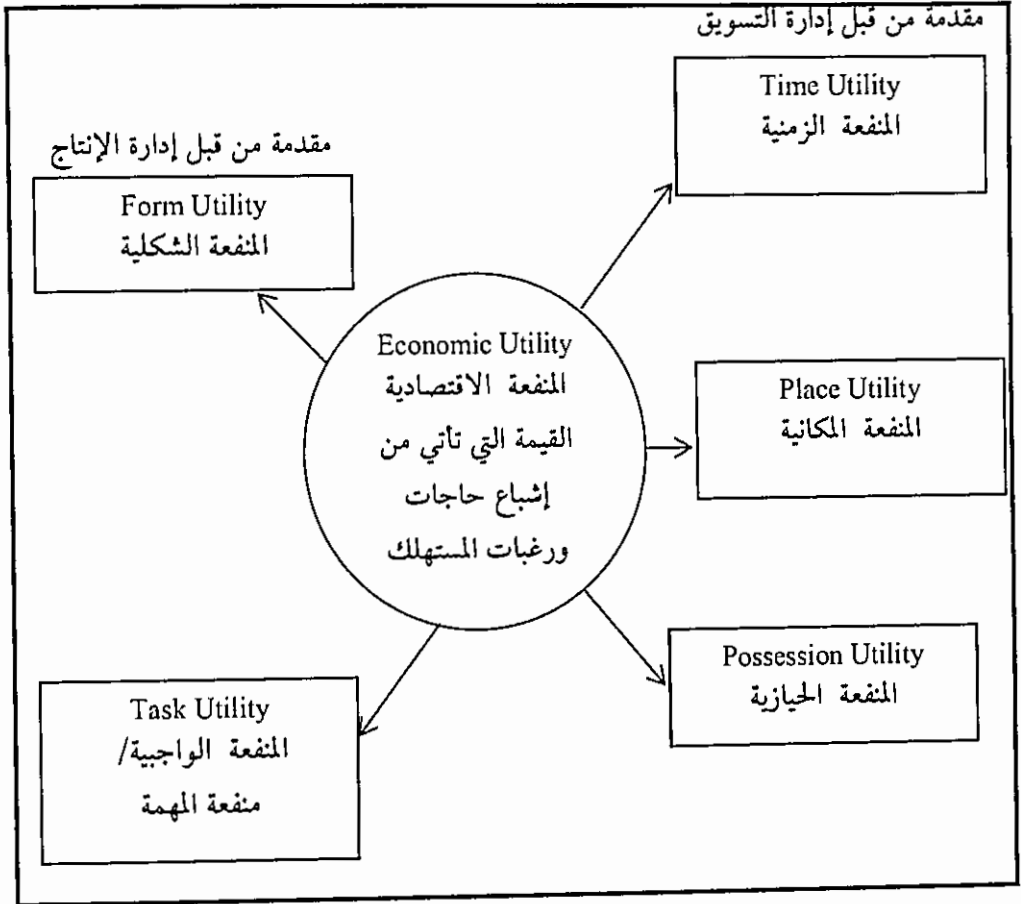 مقدمة من قبل إدارة التسويق
Time Utility
المنفعة الزمنية
مقدمة من قبل إدارة الإنتاج
Form Utility
المنفعة الشكلية
Economic Utility
المنفعة الاقتصادية
القيمة التي تأتي من
إشباع حاجات
ورغبات المستهلك
Place Utility
المنفعة المكانية
Possession Utility
المنفعة الحيازية
Task Utility
المنفعة الواجبية/
منفعة المهمة